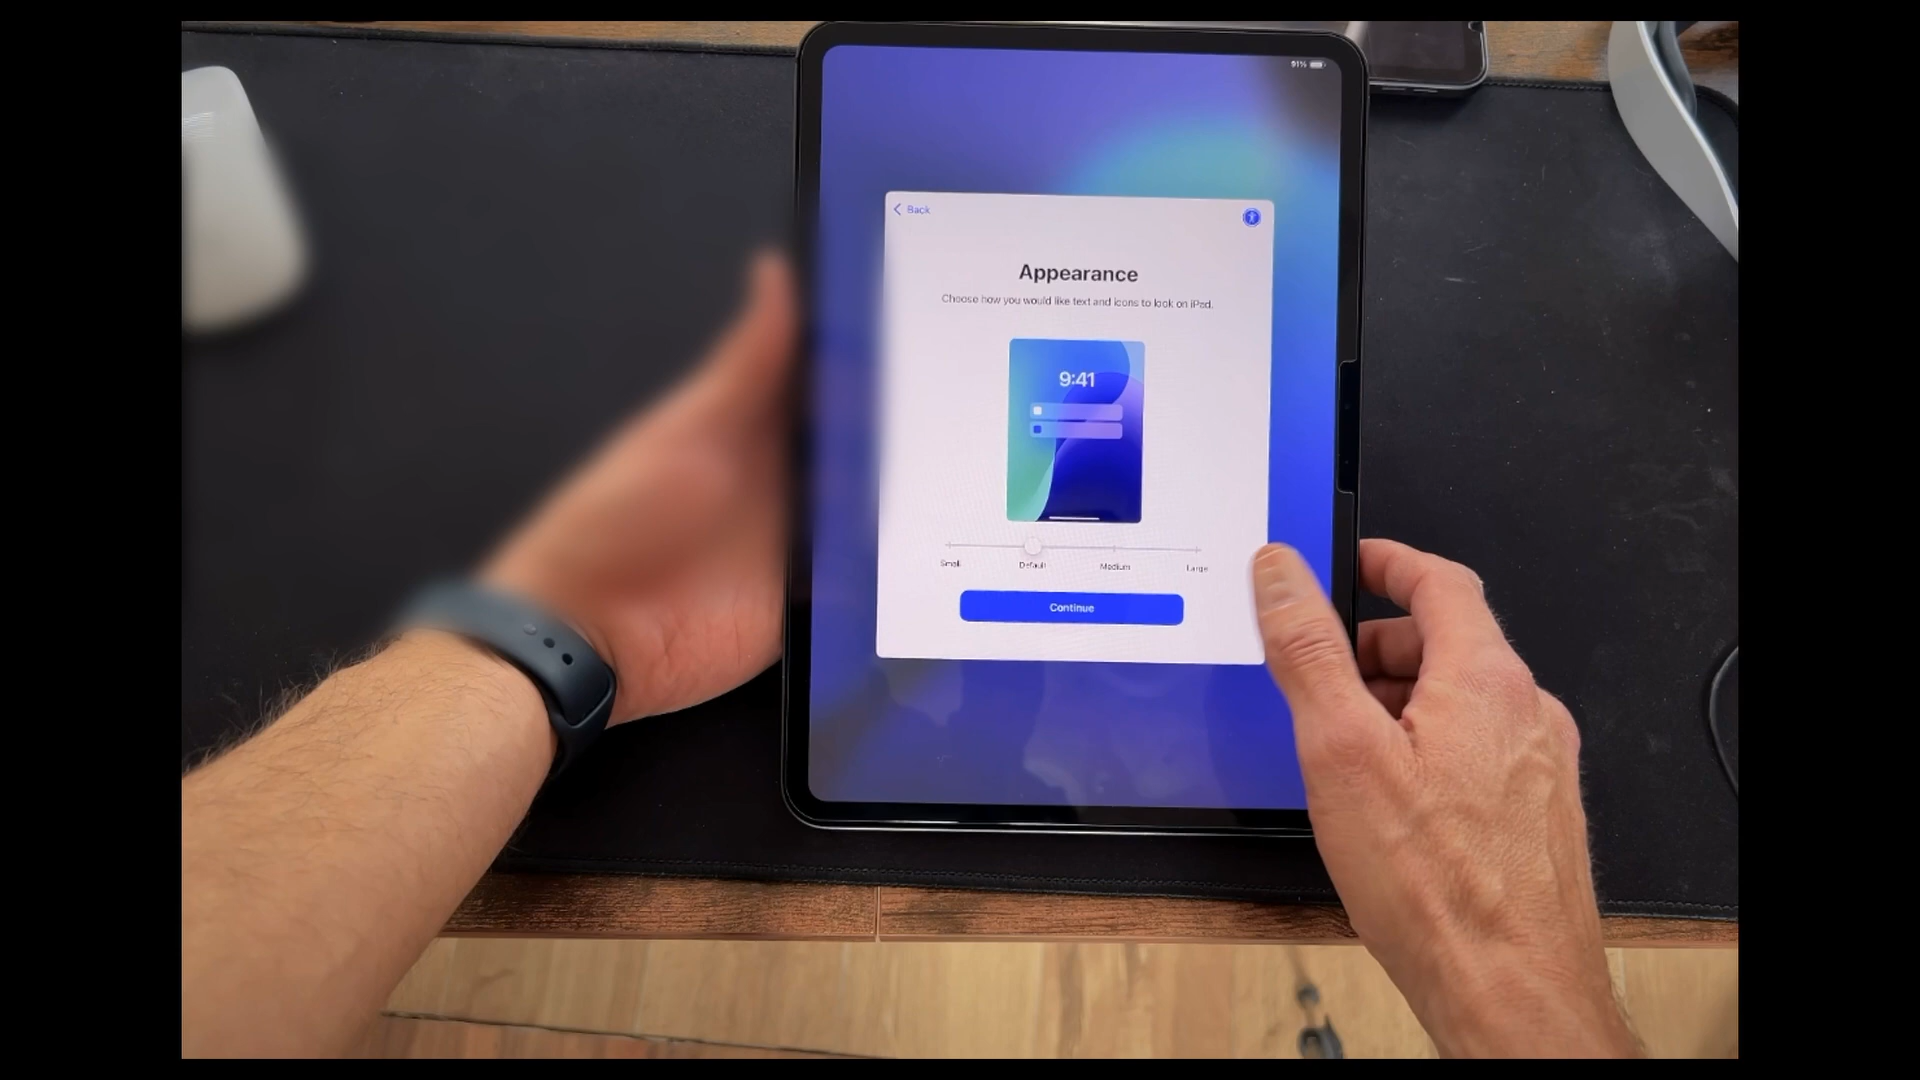 91%
Back
Appearance
Choose how you would like text and icons to look on iPad.
9:41
Small
Default
Medium
Large
Continue